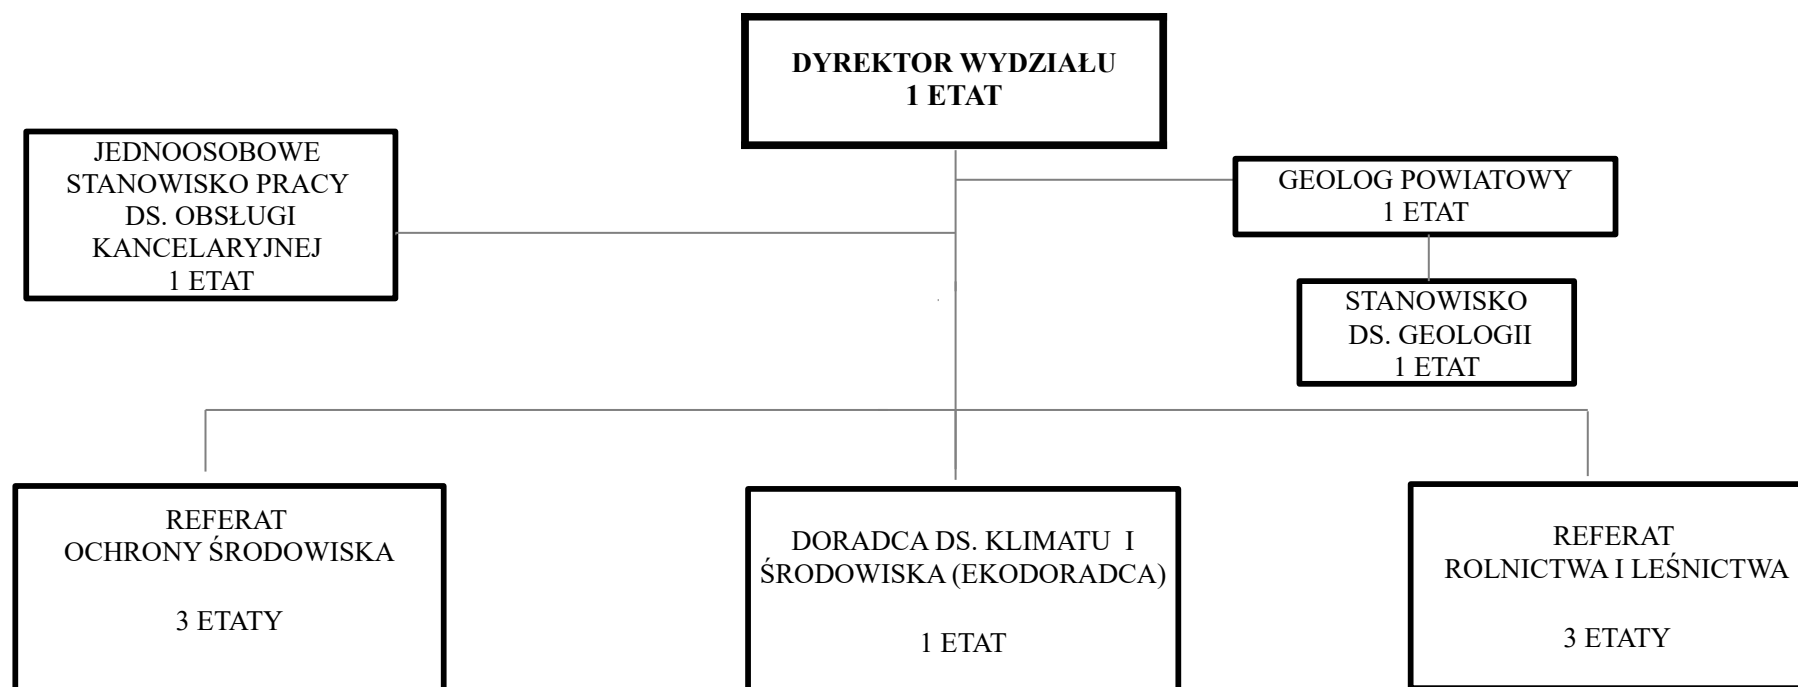 DYREKTOR WYDZIAŁU
1 ETAT
JEDNOOSOBOWE
STANOWISKO PRACY
DS. OBSŁUGI
KANCELARYJNEJ
1 ETAT
GEOLOG POWIATOWY
1 ETAT
STANOWISKO
DS. GEOLOGII
1 ETAT
REFERAT
OCHRONY ŚRODOWISKA
3 ETATY
DORADCA DS. KLIMATU I
ŚRODOWISKA (EKODORADCA)
1 ETAT
REFERAT
ROLNICTWA I LEŚNICTWA
3 ETATY